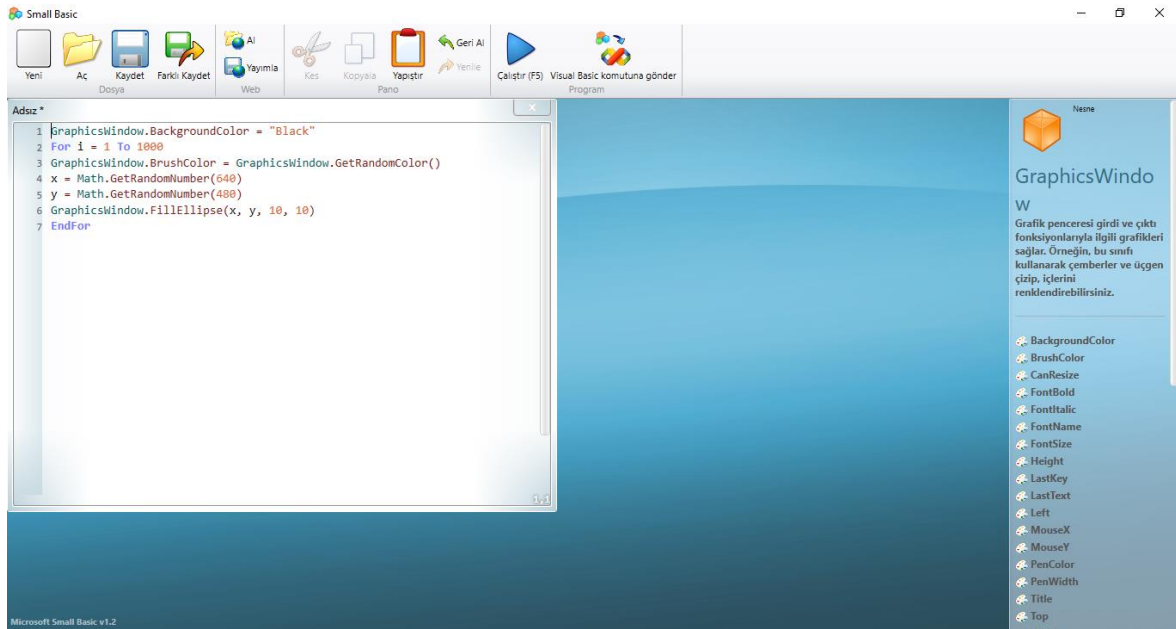 Small Basic
Yeni
Aç
Kaydet
Farklı Kaydet
Dosya
Al
Yayımla
Web
Kes
Kopyala
Yapıştır
Geri Al
Yenile
Pano
Çalıştır (F5)
Visual Basic komutuna gönder
Program
Adsız *
1 GraphicsWindow.BackgroundColor = "Black"
2 For i = 1 To 1000
3 GraphicsWindow.BrushColor = GraphicsWindow.GetRandomColor()
4 x = Math.GetRandomNumber(640)
5 y = Math.GetRandomNumber(480)
6 GraphicsWindow.FillEllipse(x, y, 10, 10)
7 EndFor
1,1
Nesne
GraphicsWindo
w
Grafik penceresi girdi ve çıktı
fonksiyonlarıyla ilgili grafikleri
sağlar. Örneğin, bu sınıfı
kullanarak çemberler ve üçgen
çizip, içlerini
renklendirebilirsiniz.
BackgroundColor
BrushColor
CanResize
FontBold
FontItalic
FontName
FontSize
Height
LastKey
LastText
Left
MouseX
MouseY
PenColor
PenWidth
Title
Top
Microsoft Small Basic v1.2